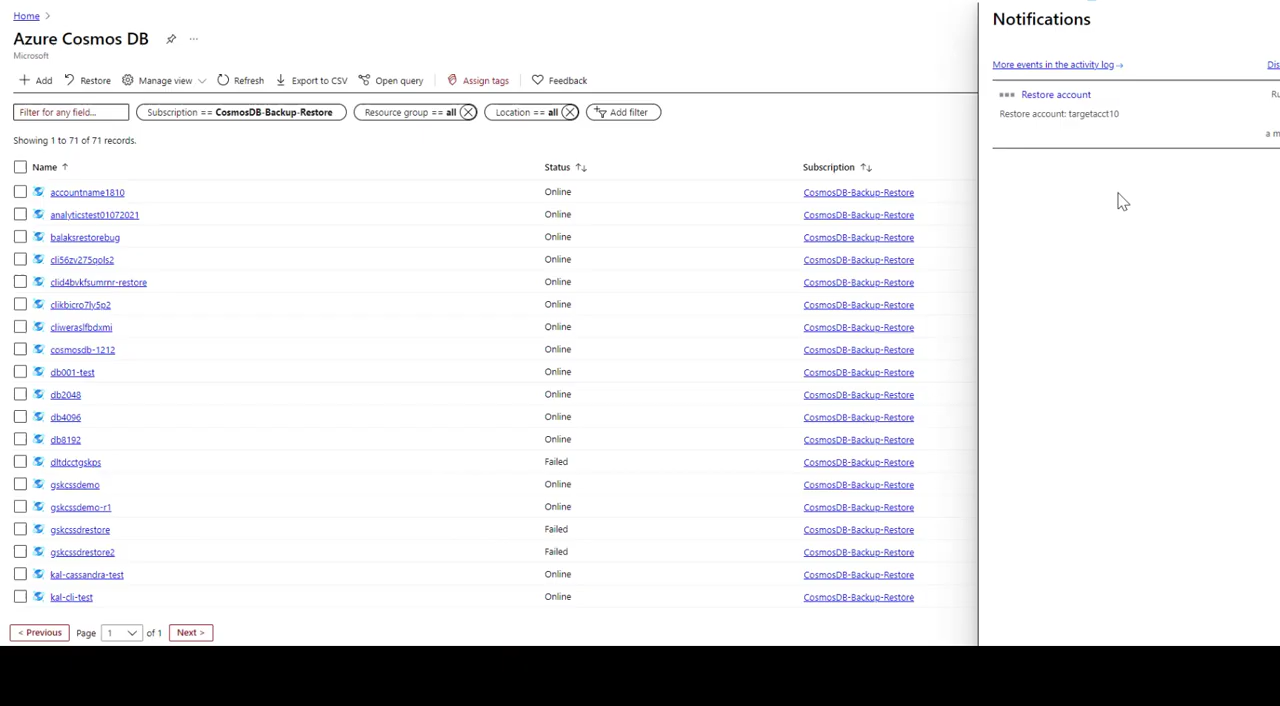 Home >
Azure Cosmos DB ...
Microsoft
+ Add Restore Manage view Refresh Export to CSV Open query Assign tags Feedback
Filter for any field... Subscription == CosmosDB-Backup-Restore Resource group == all Location == all Add filter
Showing 1 to 71 of 71 records.
Name ↑ Status ↑↓ Subscription ↑↓
accountname1810 Online CosmosDB-Backup-Restore
analyticstest01072021 Online CosmosDB-Backup-Restore
balaksrestorebug Online CosmosDB-Backup-Restore
cli56zv275qols2 Online CosmosDB-Backup-Restore
clid4bvkfsumrnr-restore Online CosmosDB-Backup-Restore
clikbicro7ly5p2 Online CosmosDB-Backup-Restore
cliweraslfbdxmi Online CosmosDB-Backup-Restore
cosmosdb-1212 Online CosmosDB-Backup-Restore
db001-test Online CosmosDB-Backup-Restore
db2048 Online CosmosDB-Backup-Restore
db4096 Online CosmosDB-Backup-Restore
db8192 Online CosmosDB-Backup-Restore
dltdcctgskps Failed CosmosDB-Backup-Restore
gskcssdemo Online CosmosDB-Backup-Restore
gskcssdemo-r1 Online CosmosDB-Backup-Restore
gskcssdrestore Failed CosmosDB-Backup-Restore
gskcssdrestore2 Failed CosmosDB-Backup-Restore
kal-cassandra-test Online CosmosDB-Backup-Restore
kal-cli-test Online CosmosDB-Backup-Restore
< Previous Page 1 of 1 Next >
Notifications
More events in the activity log → Dis
Restore account Ru
Restore account: targetacct10
a m